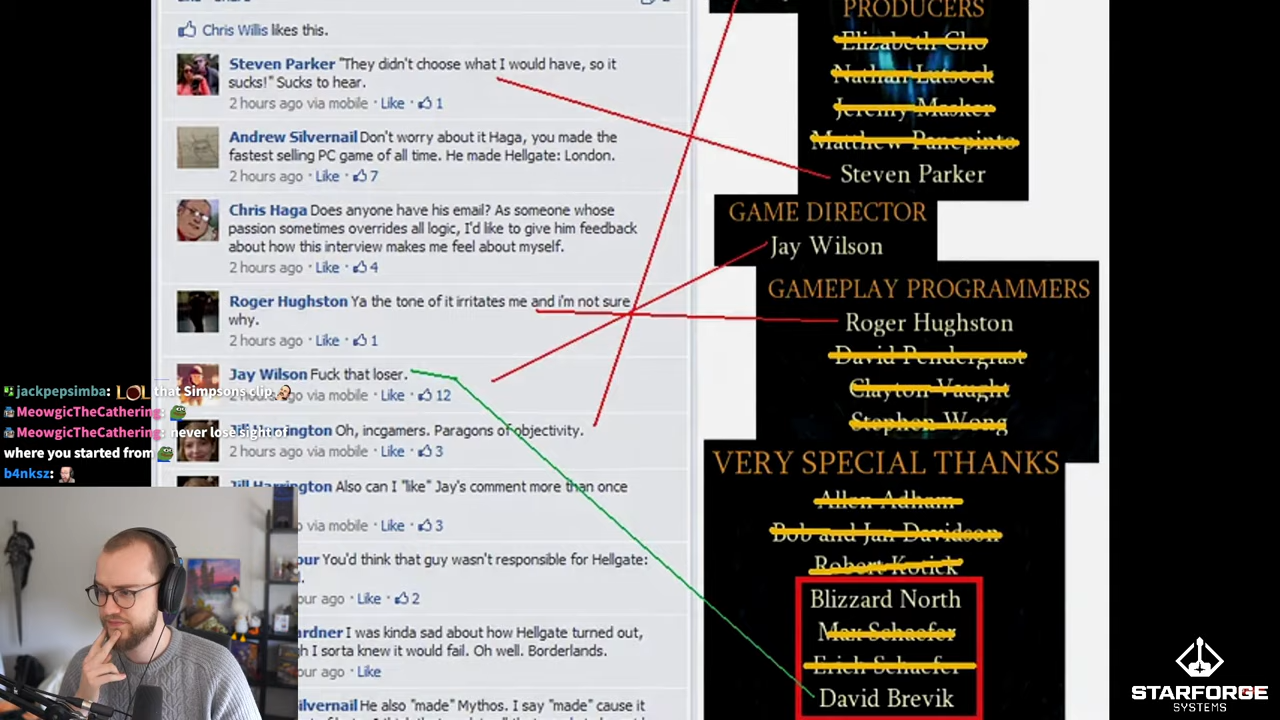 Chris Willis likes this.
Steven Parker "They didn't choose what I would have, so it
sucks!" Sucks to hear.
2 hours ago via mobile · Like · 1
Andrew Silvernail Don't worry about it Haga, you made the
fastest selling PC game of all time. He made Hellgate: London.
2 hours ago · Like · 7
Chris Haga Does anyone have his email? As someone whose
passion sometimes overrides all logic, I'd like to give him feedback
about how this interview makes me feel about myself.
2 hours ago · Like · 4
Roger Hughston Ya the tone of it irritates me and i'm not sure
why.
2 hours ago · Like · 1
Jay Wilson Fuck that loser.
2 hours ago · Like · 12
Jill Harrington Oh, incgamers. Paragons of objectivity.
2 hours ago · Like · 3
Jill Harrington Also can I "like" Jay's comment more than once
via mobile · Like · 3
You'd think that guy wasn't responsible for Hellgate:
ago · Like · 2
I was kinda sad about how Hellgate turned out,
I sorta knew it would fail. Oh well. Borderlands.
ago · Like
He also "made" Mythos. I say "made" cause it
jackpepsimba: LOL that Simpsons clip
MeowgicTheCathering:
MeowgicTheCathering: never lose sight of
where you started from
b4nksz:
PRODUCERS
Elizabeth Cho
Nathan Lutsock
Jeremy Masker
Matthew Panepinto
Steven Parker
GAME DIRECTOR
Jay Wilson
GAMEPLAY PROGRAMMERS
Roger Hughston
David Pendergrast
Clayton Vaught
Stephen Wong
VERY SPECIAL THANKS
Allen Adham
Bob and Jan Davidson
Robert Kotick
Blizzard North
Max Schaefer
Erich Schaefer
David Brevik
STARFORGE
SYSTEMS